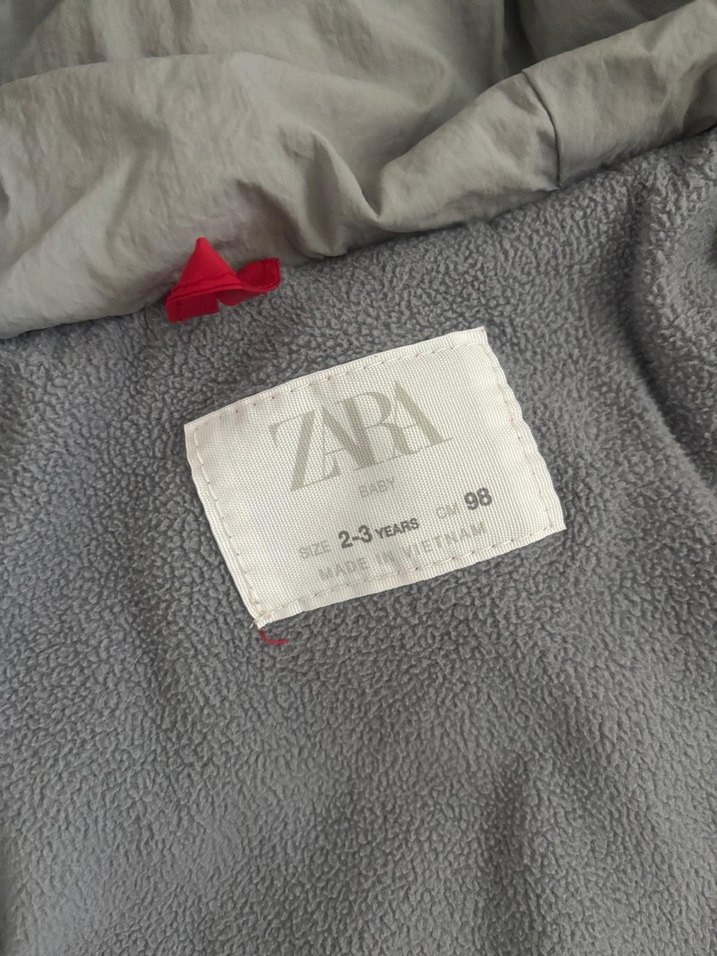 ZARA
BABY
SIZE 2-3 YEARS CM 98
MADE IN VIETNAM